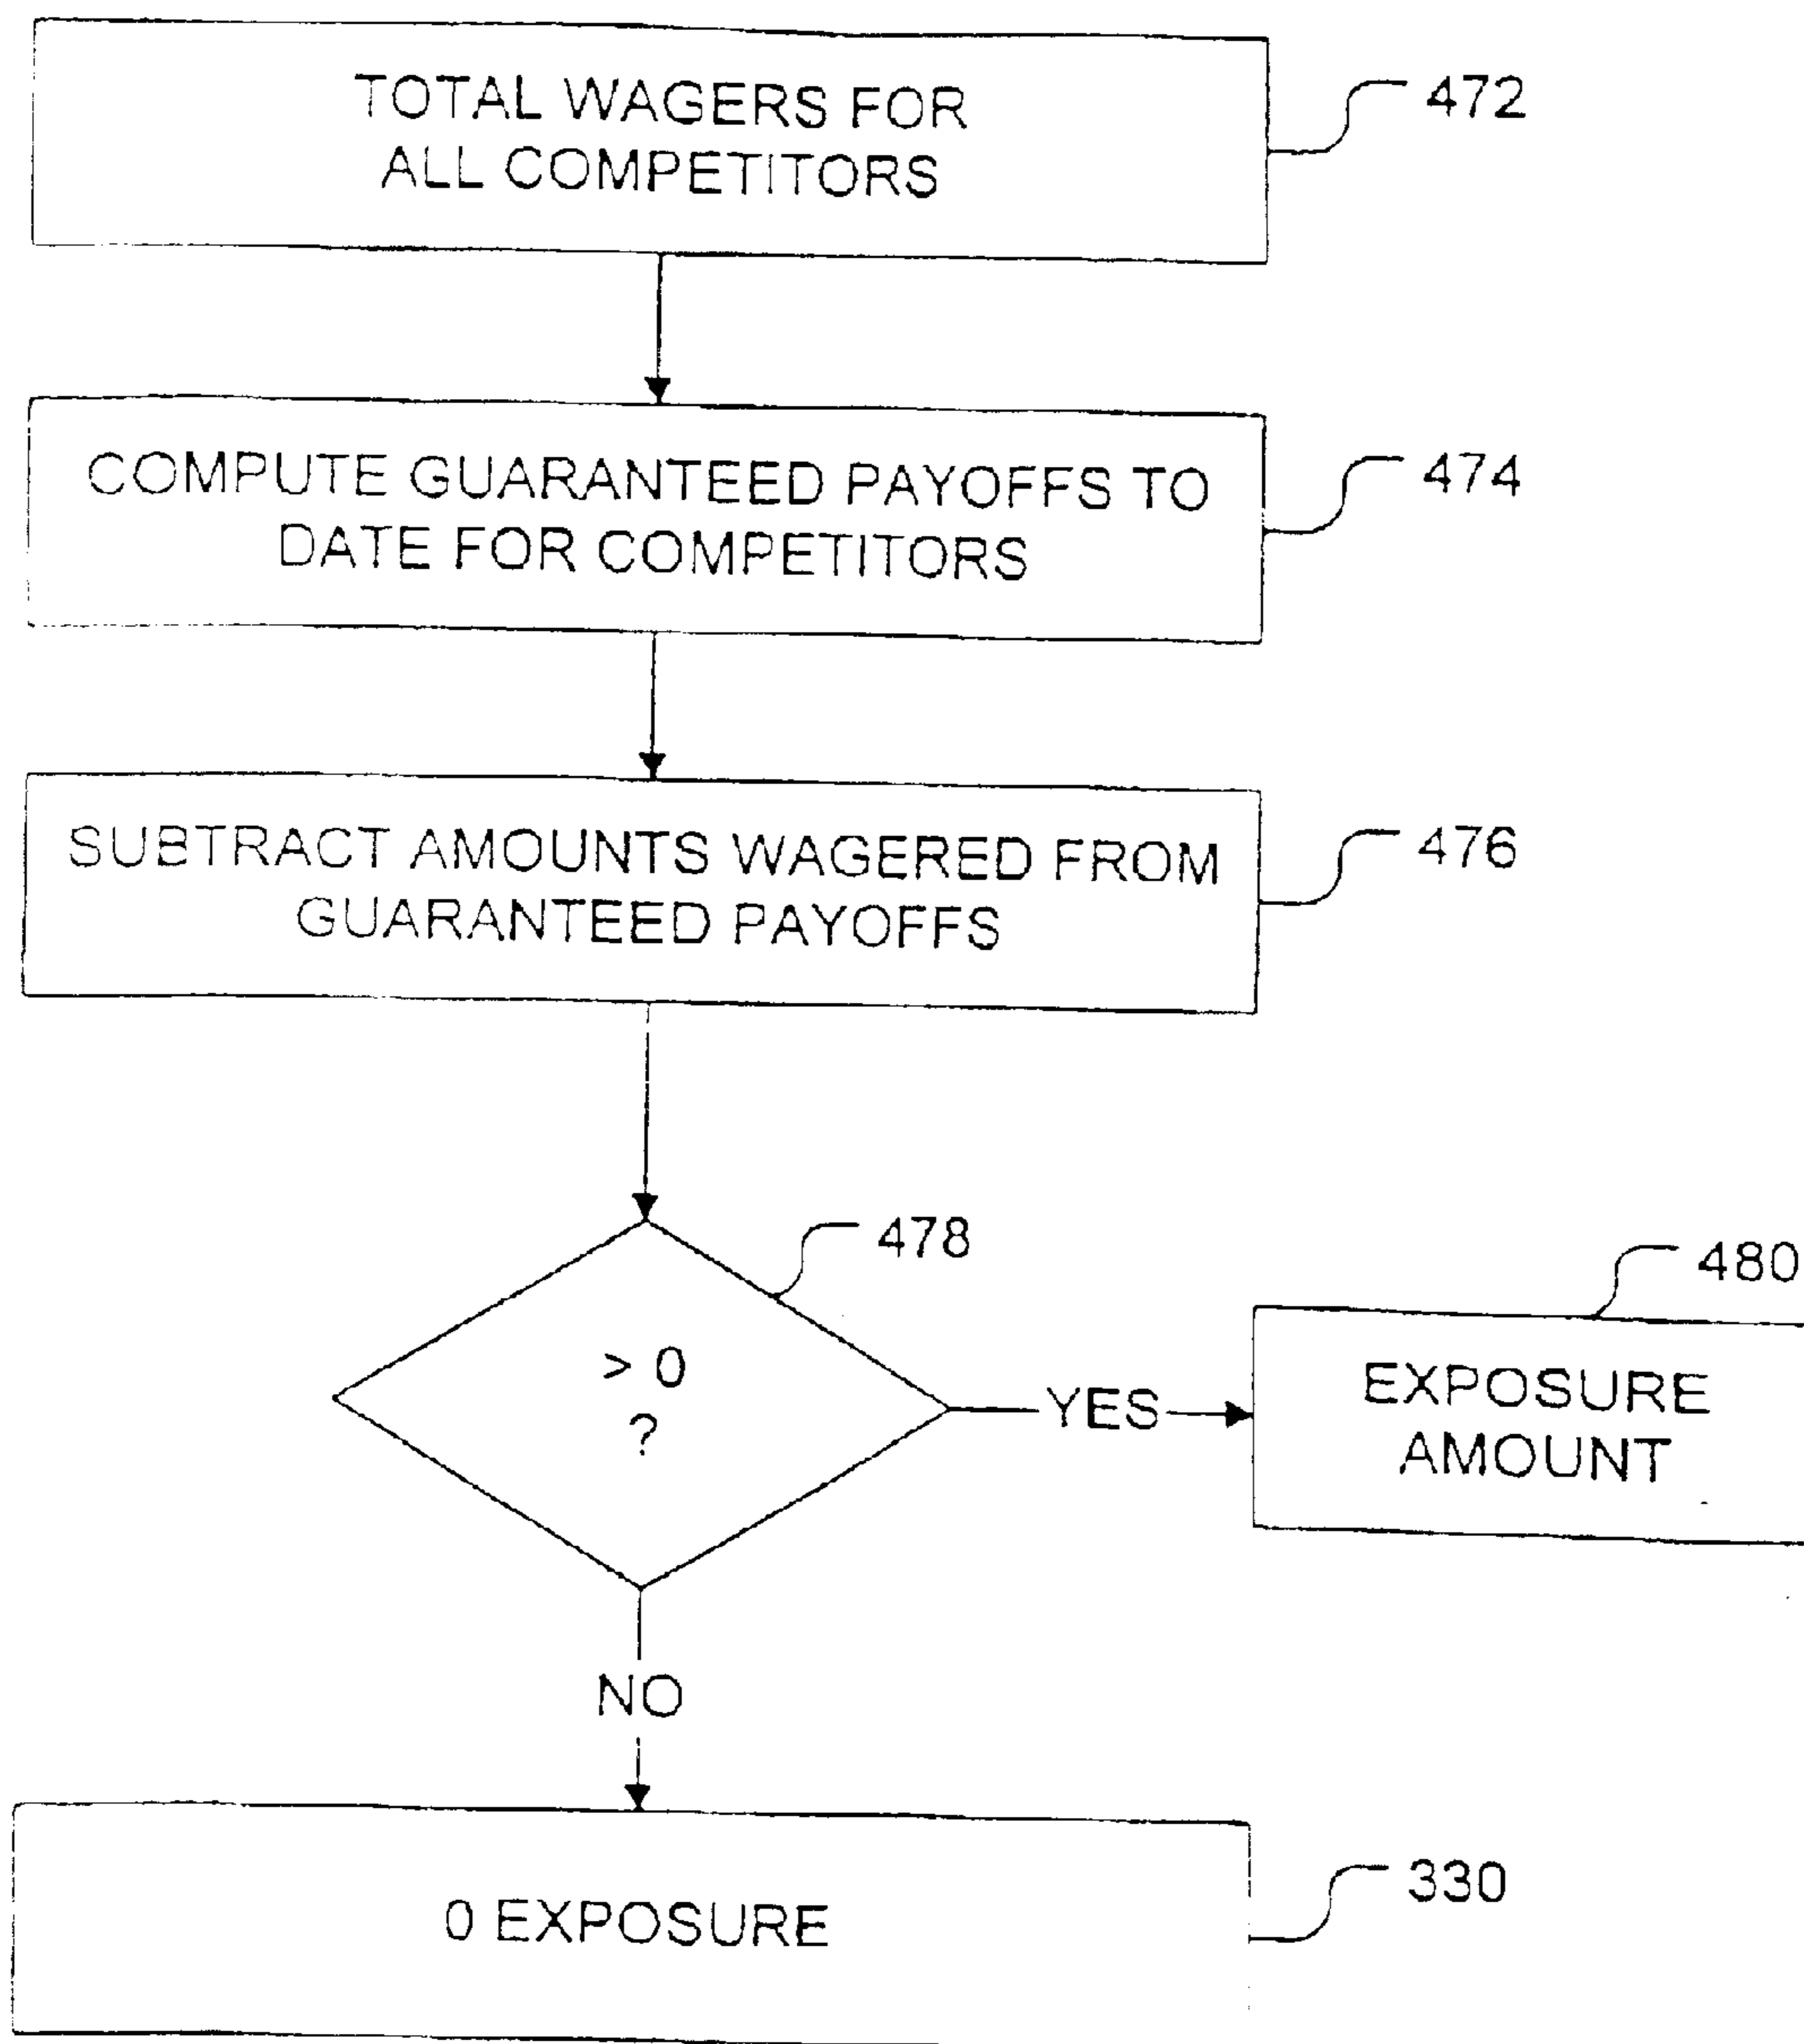 TOTAL WAGERS FOR
ALL COMPETITORS
472
COMPUTE GUARANTEED PAYOFFS TO
DATE FOR COMPETITORS
474
SUBTRACT AMOUNTS WAGERED FROM
GUARANTEED PAYOFFS
476
478
> 0
?
YES
480
EXPOSURE
AMOUNT
NO
0 EXPOSURE
330